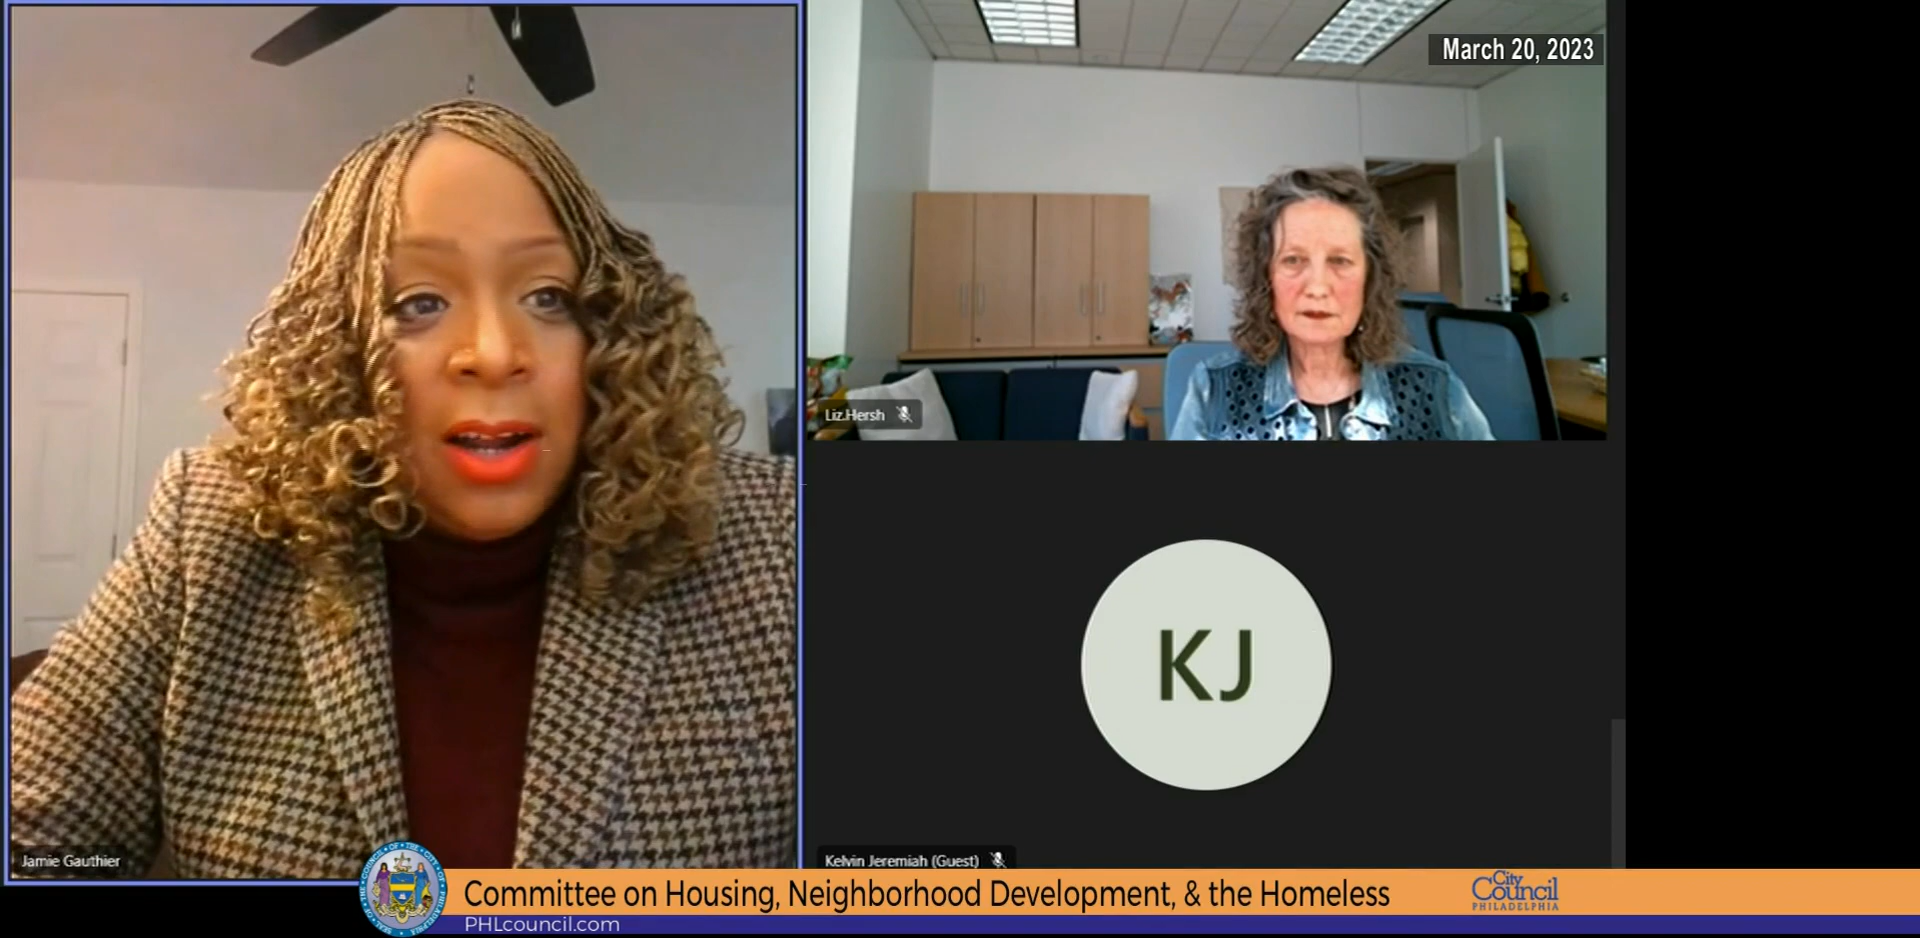 March 20, 2023
Liz.Hersh
KJ
Jamie Gauthier
Kelvin Jeremiah (Guest)
Committee on Housing, Neighborhood Development, & the Homeless
City
Council
PHILADELPHIA
PHLcouncil.com